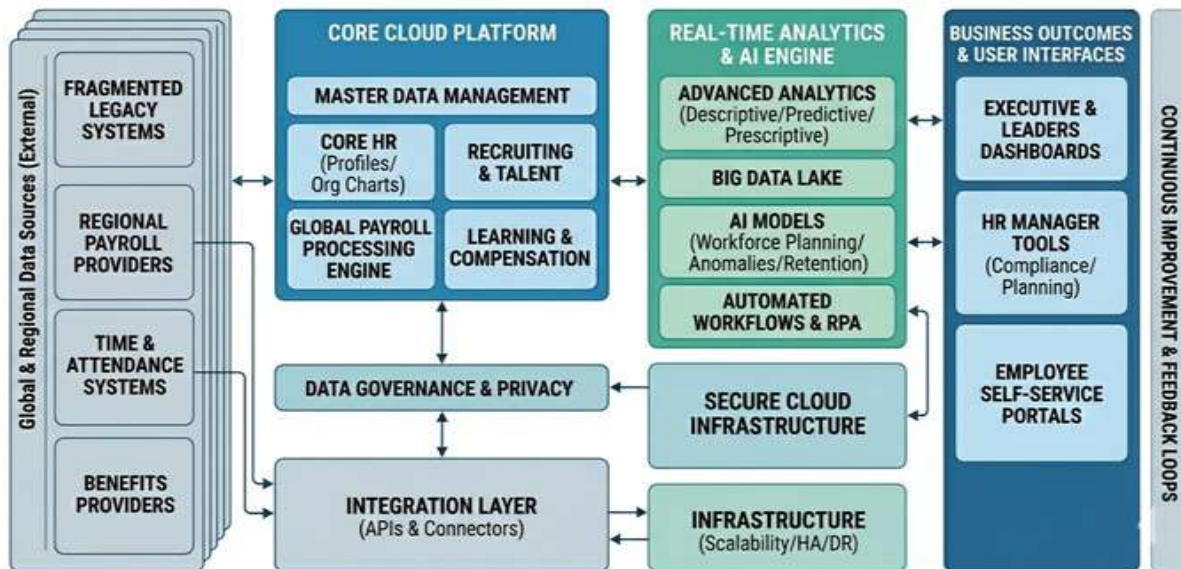 Global & Regional Data Sources (External)
FRAGMENTED
LEGACY
SYSTEMS
REGIONAL
PAYROLL
PROVIDERS
TIME &
ATTENDANCE
SYSTEMS
BENEFITS
PROVIDERS
CORE CLOUD PLATFORM
MASTER DATA MANAGEMENT
CORE HR
(Profiles/
Org Charts)
RECRUITING
& TALENT
GLOBAL PAYROLL
PROCESSING
ENGINE
LEARNING &
COMPENSATION
DATA GOVERNANCE & PRIVACY
INTEGRATION LAYER
(APIs & Connectors)
REAL-TIME ANALYTICS
& AI ENGINE
ADVANCED ANALYTICS
(Descriptive/Predictive/
Prescriptive)
BIG DATA LAKE
AI MODELS
(Workforce Planning/
Anomalies/Retention)
AUTOMATED
WORKFLOWS & RPA
SECURE CLOUD
INFRASTRUCTURE
INFRASTRUCTURE
(Scalability/HA/DR)
BUSINESS OUTCOMES
& USER INTERFACES
EXECUTIVE &
LEADERS
DASHBOARDS
HR MANAGER
TOOLS
(Compliance/
Planning)
EMPLOYEE
SELF-SERVICE
PORTALS
CONTINUOUS IMPROVEMENT & FEEDBACK LOOPS